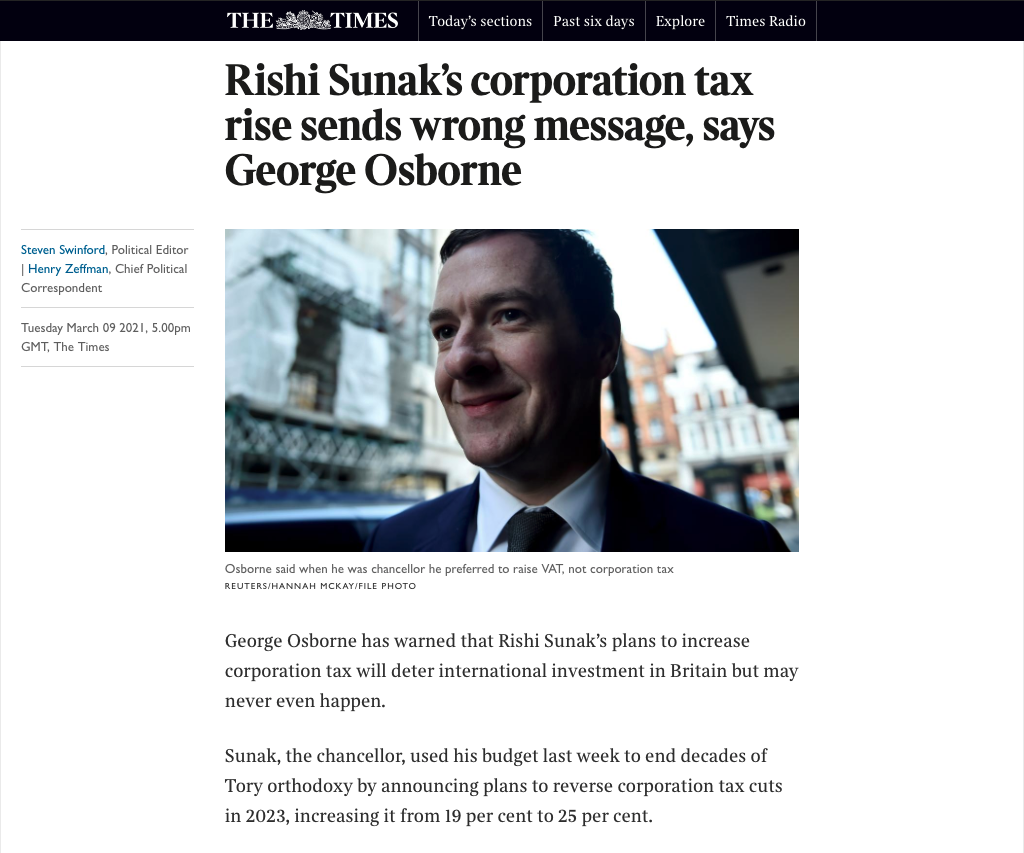 THE TIMES
Today's sections
Past six days
Explore
Times Radio
Rishi Sunak’s corporation tax
rise sends wrong message, says
George Osborne
Steven Swinford, Political Editor
| Henry Zeffman, Chief Political
Correspondent
Tuesday March 09 2021, 5.00pm
GMT, The Times
Osborne said when he was chancellor he preferred to raise VAT, not corporation tax
REUTERS/HANNAH MCKAY/FILE PHOTO
George Osborne has warned that Rishi Sunak’s plans to increase
corporation tax will deter international investment in Britain but may
never even happen.
Sunak, the chancellor, used his budget last week to end decades of
Tory orthodoxy by announcing plans to reverse corporation tax cuts
in 2023, increasing it from 19 per cent to 25 per cent.